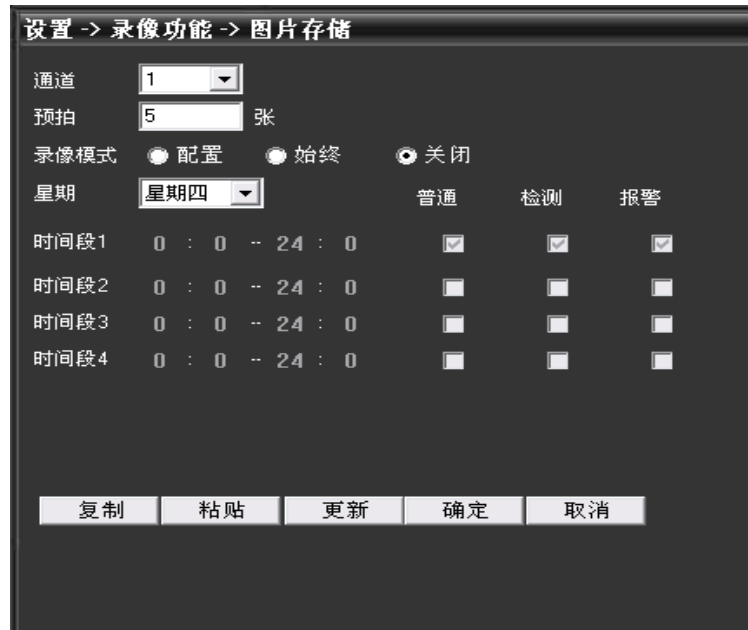 设置 -> 录像功能 -> 图片存储
通道 1
预拍 5 张
录像模式 配置 始终 关闭
星期 星期四 普通 检测 报警
时间段1 0 : 0 -- 24 : 0
时间段2 0 : 0 -- 24 : 0
时间段3 0 : 0 -- 24 : 0
时间段4 0 : 0 -- 24 : 0
复制 粘贴 更新 确定 取消